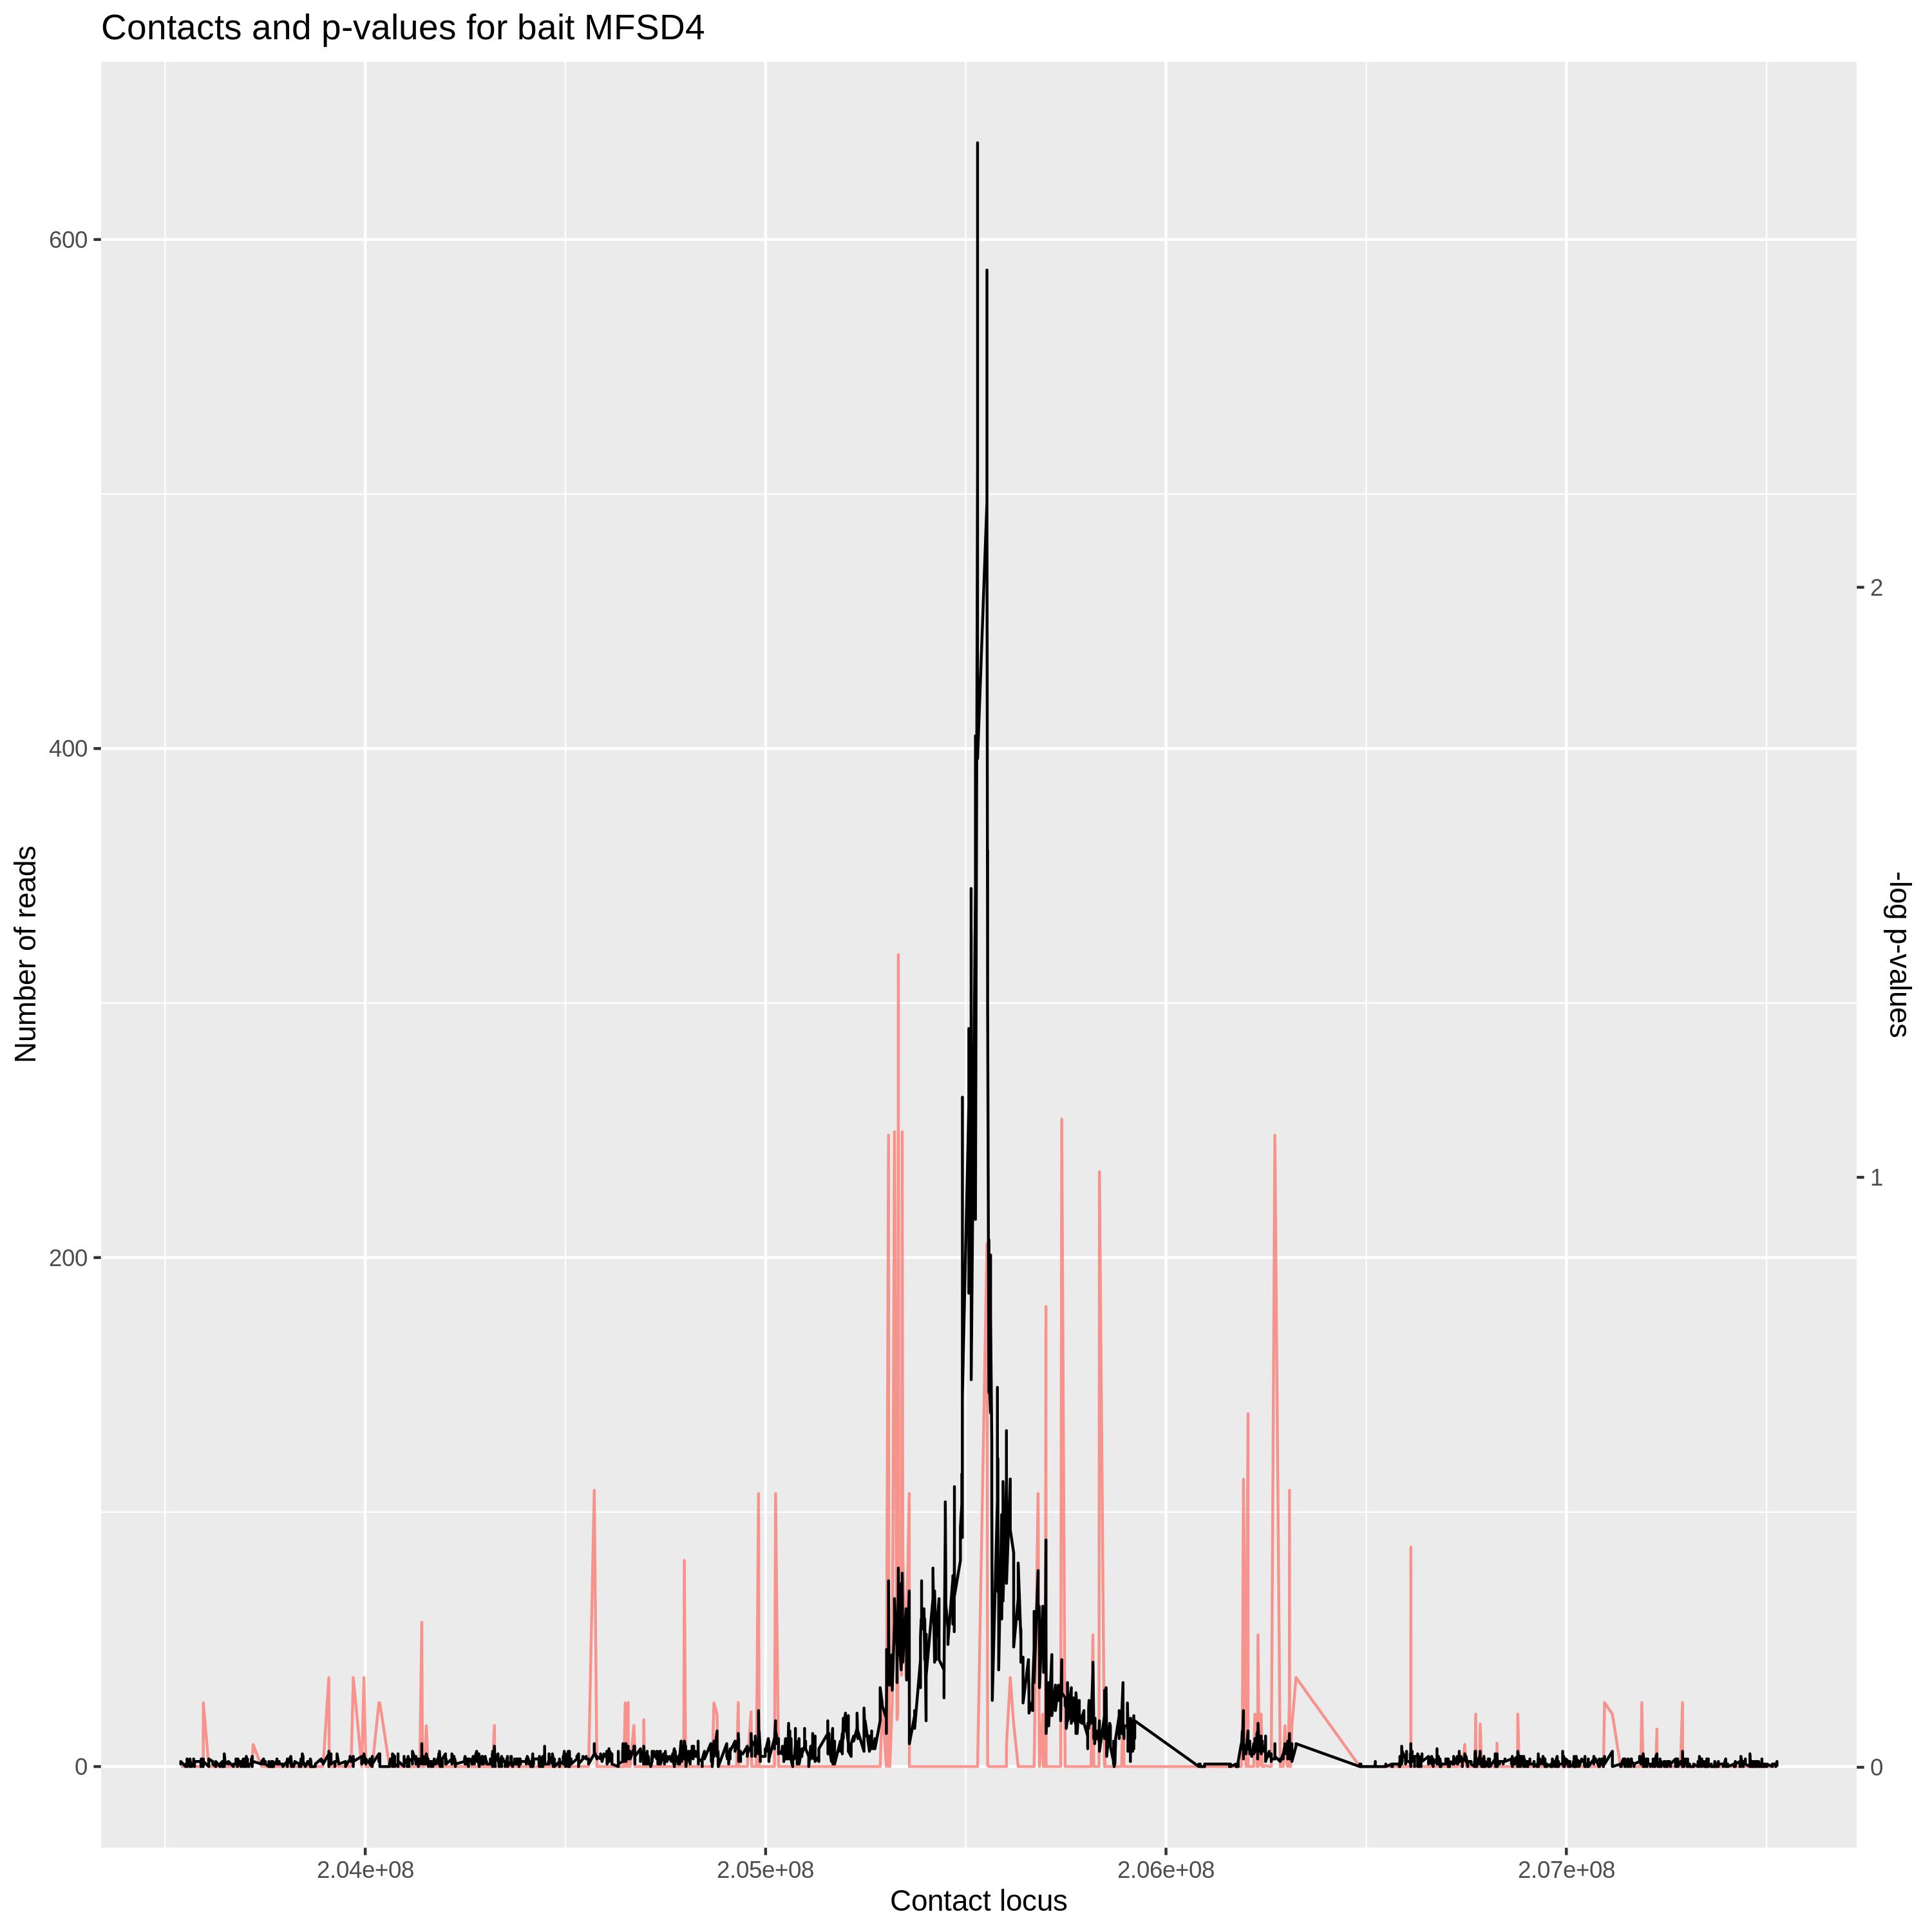 Contacts and p-values for bait MFSD4
600
400
200
0
Number of reads
2
1
0
-log p-values
2.04e+08
2.05e+08
2.06e+08
2.07e+08
Contact locus